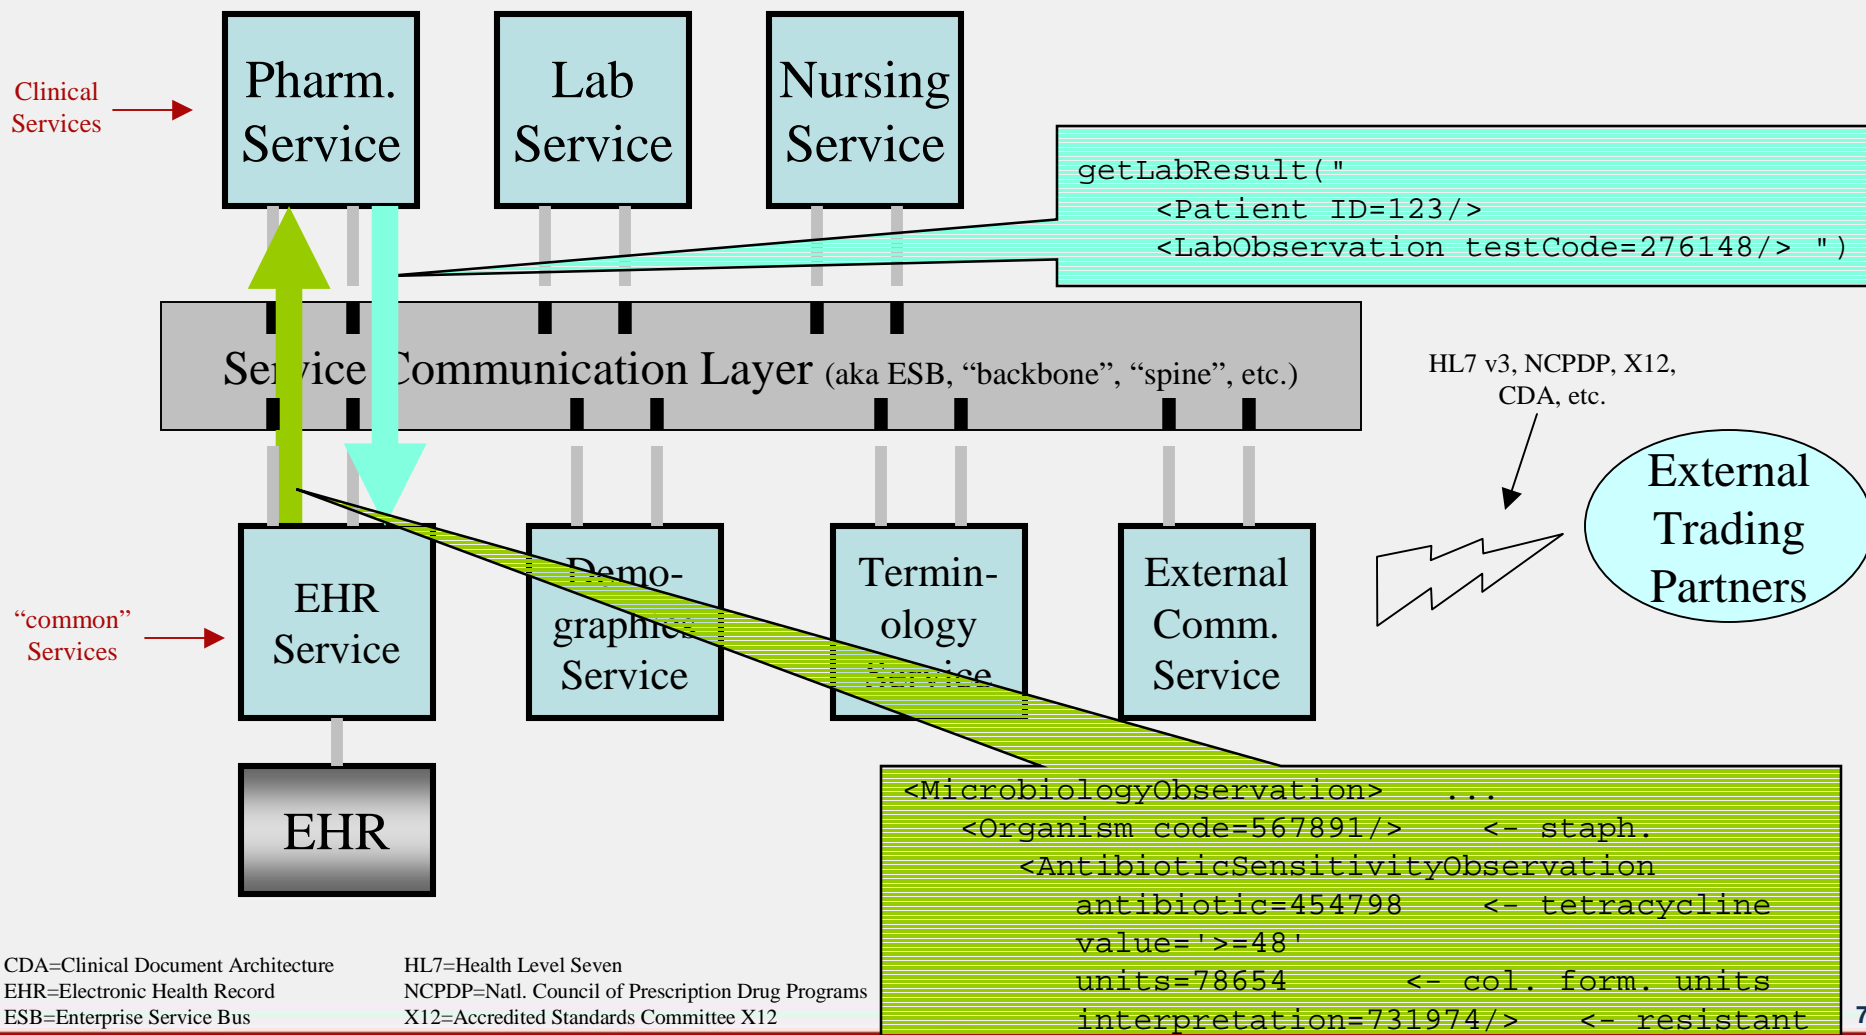 Clinical
Services
Pharm.
Service
Lab
Service
Nursing
Service
getLabResult("
<Patient ID=123/>
<LabObservation testCode=276148/> ")
Service Communication Layer (aka ESB, “backbone”, “spine”, etc.)
HL7 v3, NCPDP, X12,
CDA, etc.
External
Trading
Partners
“common”
Services
EHR
Service
Demo-
graphics
Service
Termin-
ology
Service
External
Comm.
Service
EHR
<MicrobiologyObservation> ...
<Organism code=567891/> <- staph.
<AntibioticSensitivityObservation
antibiotic=454798 <- tetracycline
value='>=48'
units=78654 <- col. form. units
interpretation=731974/> <- resistant
CDA=Clinical Document Architecture
EHR=Electronic Health Record
ESB=Enterprise Service Bus
HL7=Health Level Seven
NCPDP=Natl. Council of Prescription Drug Programs
X12=Accredited Standards Committee X12
7